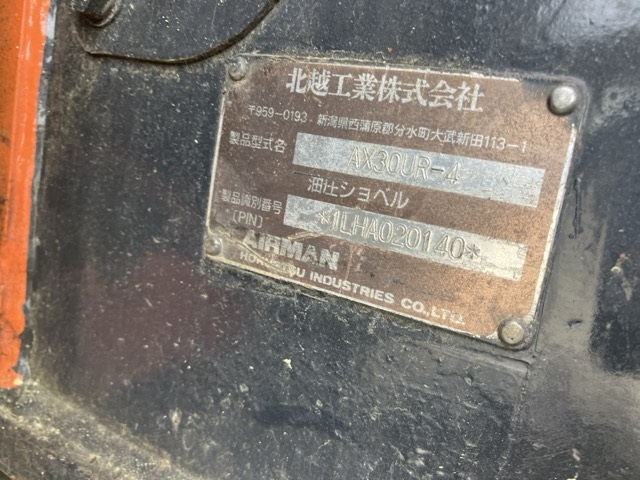 北越工業株式会社
〒959-0193 新潟県西蒲原郡分水町大武新田113-1
製品型式名 AX30UR-4
油圧ショベル
製品識別番号 *1LHA020140*
(PIN)
AIRMAN
HOKUETSU INDUSTRIES CO.,LTD.